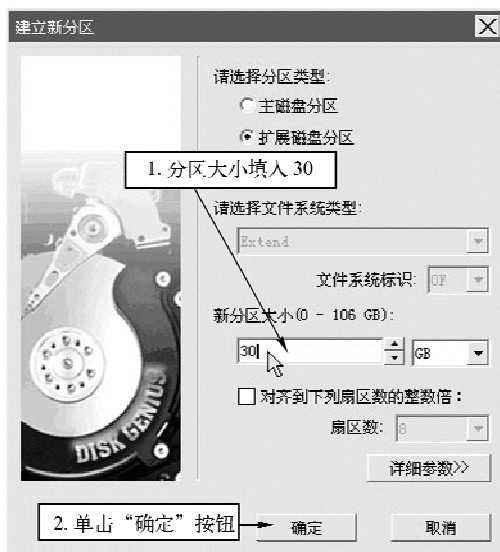 建立新分区
请选择分区类型:
主磁盘分区
扩展磁盘分区
1. 分区大小填入 30
请选择文件系统类型:
Extend
文件系统标识: 0F
新分区大小(0 - 106 GB):
30 GB
对齐到下列扇区数的整数倍:
扇区数: 8
详细参数>>
DISK GENIUS
2. 单击“确定”按钮
确定
取消